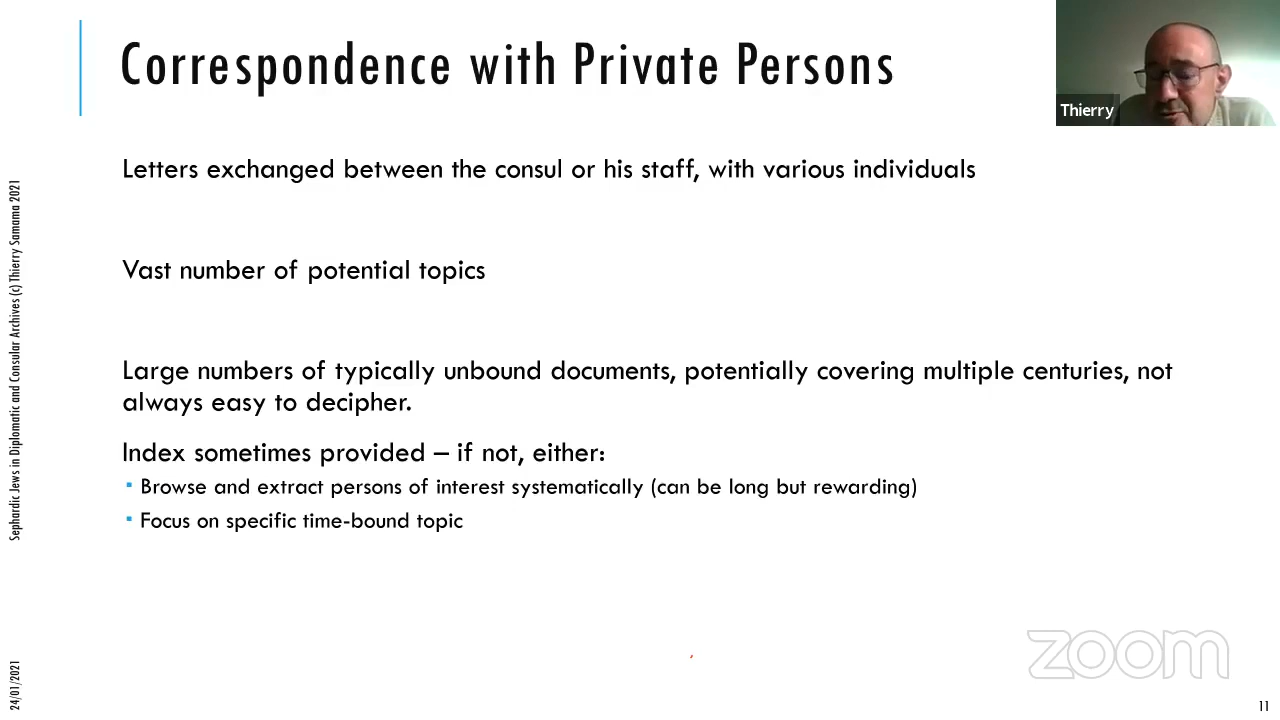 Correspondence with Private Persons
Thierry
Letters exchanged between the consul or his staff, with various individuals
Vast number of potential topics
Large numbers of typically unbound documents, potentially covering multiple centuries, not
always easy to decipher.
Index sometimes provided – if not, either:
▪ Browse and extract persons of interest systematically (can be long but rewarding)
▪ Focus on specific time-bound topic
Sephardic Jews in Diplomatic and Consular Archives (c) Thierry Samama 2021
24/01/2021
zoom
11